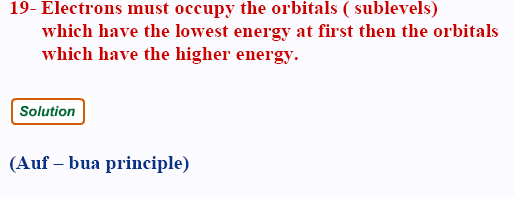 19- Electrons must occupy the orbitals ( sublevels)
which have the lowest energy at first then the orbitals
which have the higher energy.
Solution
(Auf – bua principle)